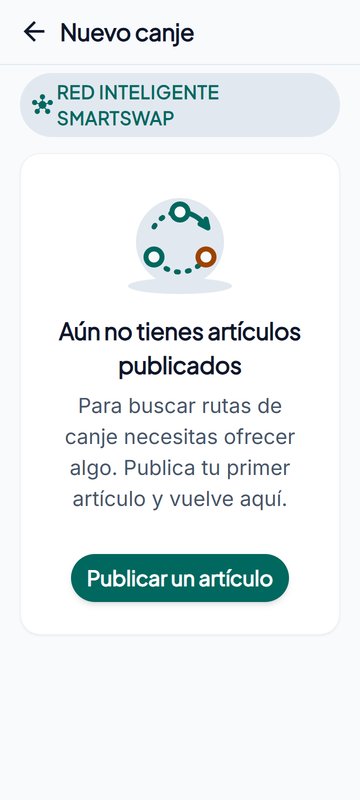 Nuevo canje
RED INTELIGENTE
SMARTSWAP
Aún no tienes artículos
publicados
Para buscar rutas de
canje necesitas ofrecer
algo. Publica tu primer
artículo y vuelve aquí.
Publicar un artículo